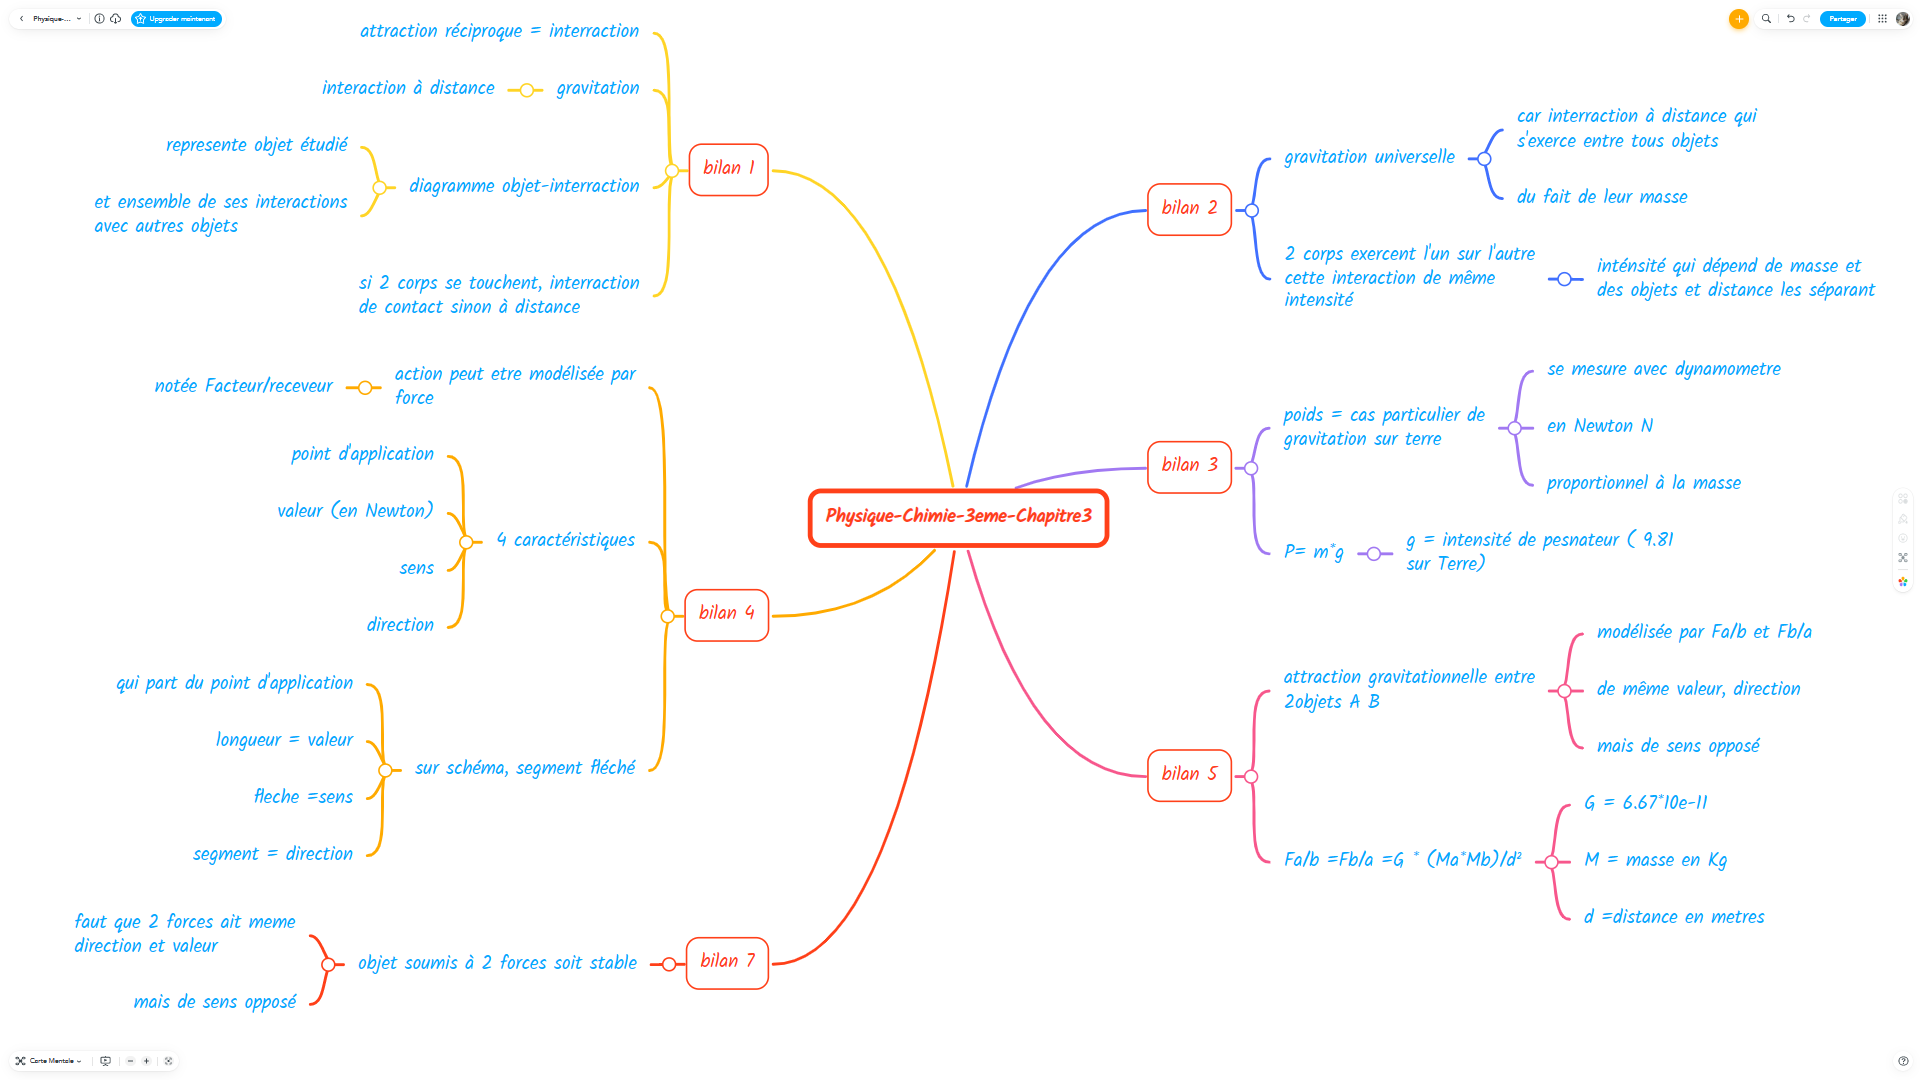 Physique-...
Upgrader maintenant
Partager
attraction réciproque = interraction
interaction à distance
gravitation
represente objet étudié
et ensemble de ses interactions
avec autres objets
diagramme objet-interraction
si 2 corps se touchent, interraction
de contact sinon à distance
bilan 1
notée Facteur/receveur
action peut etre modélisée par
force
point d'application
valeur (en Newton)
sens
direction
4 caractéristiques
bilan 4
qui part du point d'application
longueur = valeur
fleche =sens
segment = direction
sur schéma, segment fléché
faut que 2 forces ait meme
direction et valeur
mais de sens opposé
objet soumis à 2 forces soit stable
bilan 7
Physique-Chimie-3eme-Chapitre3
bilan 2
gravitation universelle
car interraction à distance qui
s'exerce entre tous objets
du fait de leur masse
2 corps exercent l'un sur l'autre
cette interaction de même
intensité
inténsité qui dépend de masse et
des objets et distance les séparant
bilan 3
poids = cas particulier de
gravitation sur terre
se mesure avec dynamometre
en Newton N
proportionnel à la masse
P= m*g
g = intensité de pesnateur ( 9.81
sur Terre)
bilan 5
attraction gravitationnelle entre
2objets A B
modélisée par Fa/b et Fb/a
de même valeur, direction
mais de sens opposé
Fa/b =Fb/a =G * (Ma*Mb)/d²
G = 6.67*10e-11
M = masse en Kg
d =distance en metres
Carte Mentale